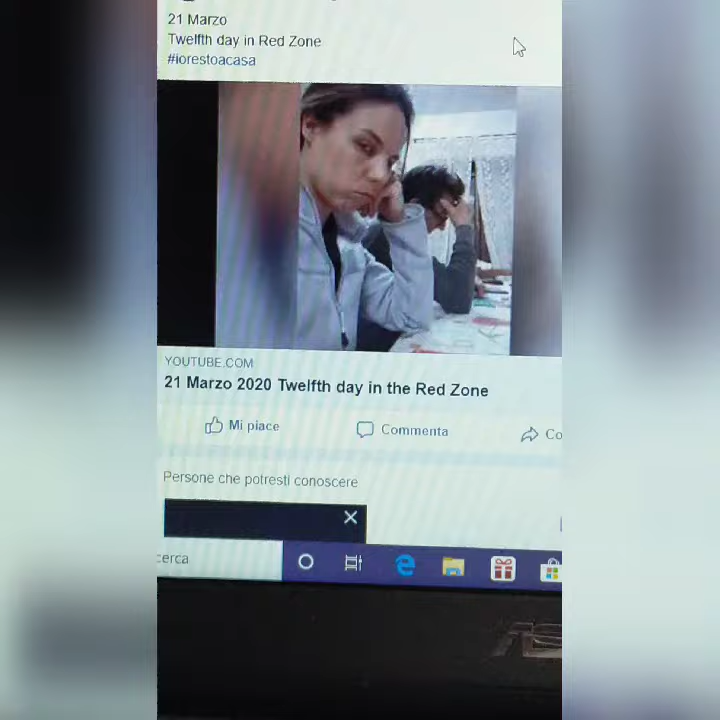 21 Marzo
Twelfth day in Red Zone
#iorestoacasa
YOUTUBE.COM
21 Marzo 2020 Twelfth day in the Red Zone
Mi piace
Commenta
Co
Persone che potresti conoscere
cerca